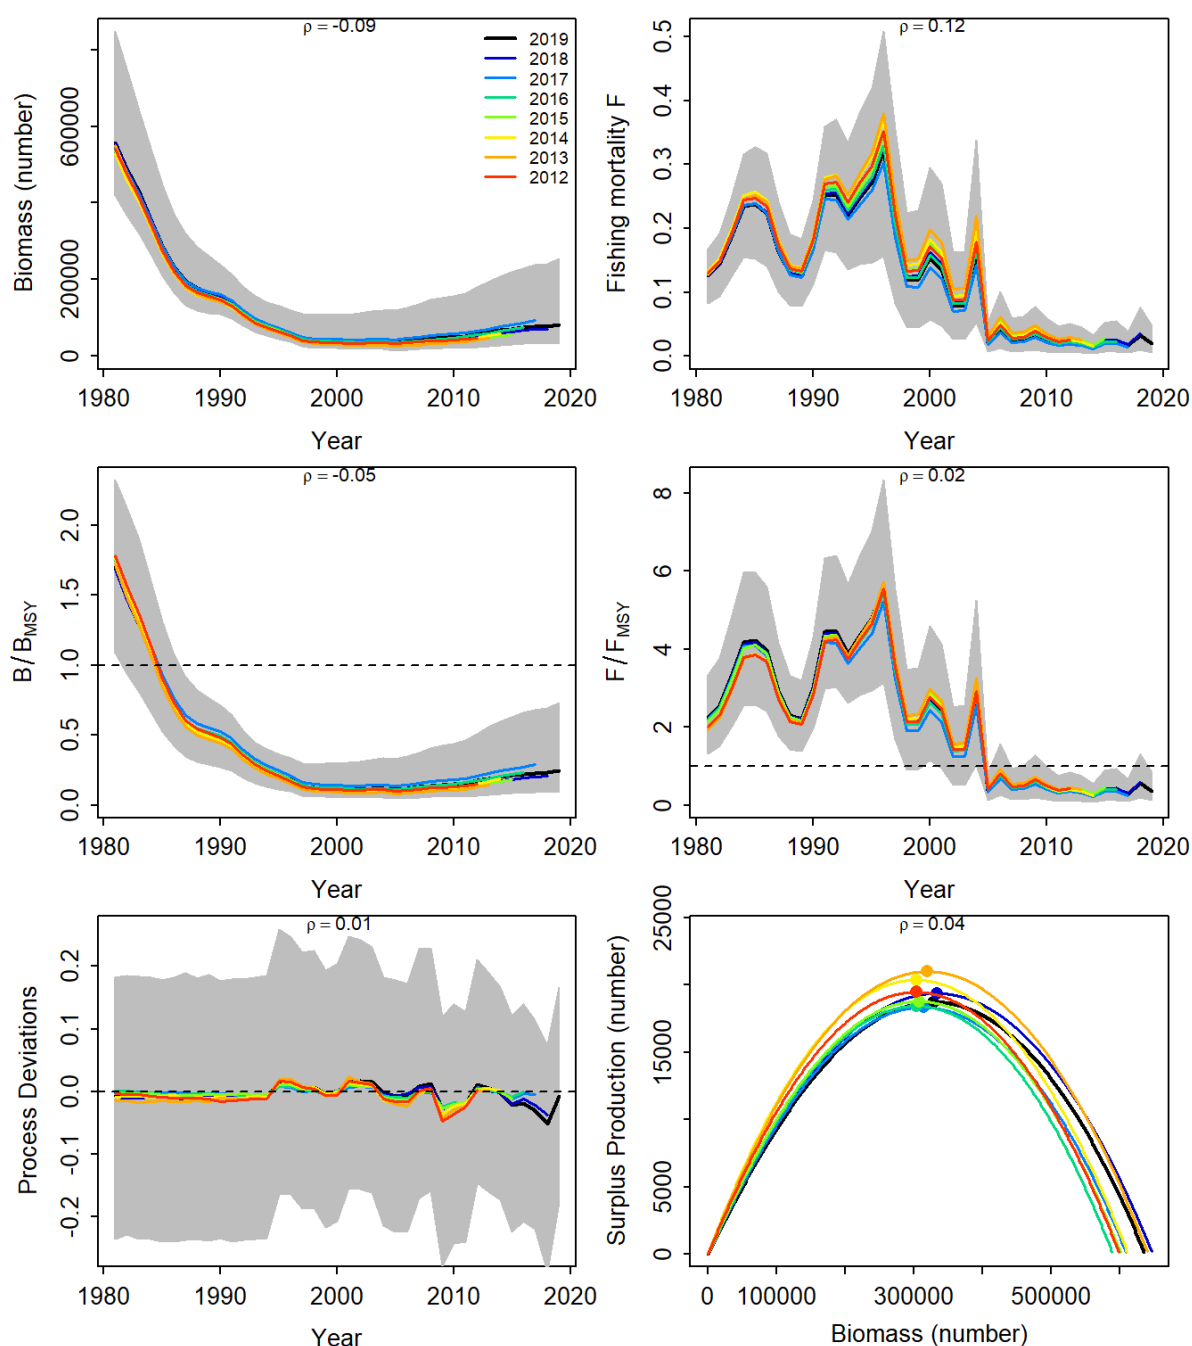 ρ = -0.09
Biomass (number)
0
200000
600000
2019
2018
2017
2016
2015
2014
2013
2012
1980 1990 2000 2010 2020
Year
ρ = 0.12
Fishing mortality F
0.0 0.1 0.2 0.3 0.4 0.5
1980 1990 2000 2010 2020
Year
ρ = -0.05
B / BMSY
0.0 0.5 1.0 1.5 2.0
1980 1990 2000 2010 2020
Year
ρ = 0.02
F / FMSY
0 2 4 6 8
1980 1990 2000 2010 2020
Year
ρ = 0.01
Process Deviations
-0.2 -0.1 0.0 0.1 0.2
1980 1990 2000 2010 2020
Year
ρ = 0.04
Surplus Production (number)
0 5000 15000 25000
0 100000 300000 500000
Biomass (number)